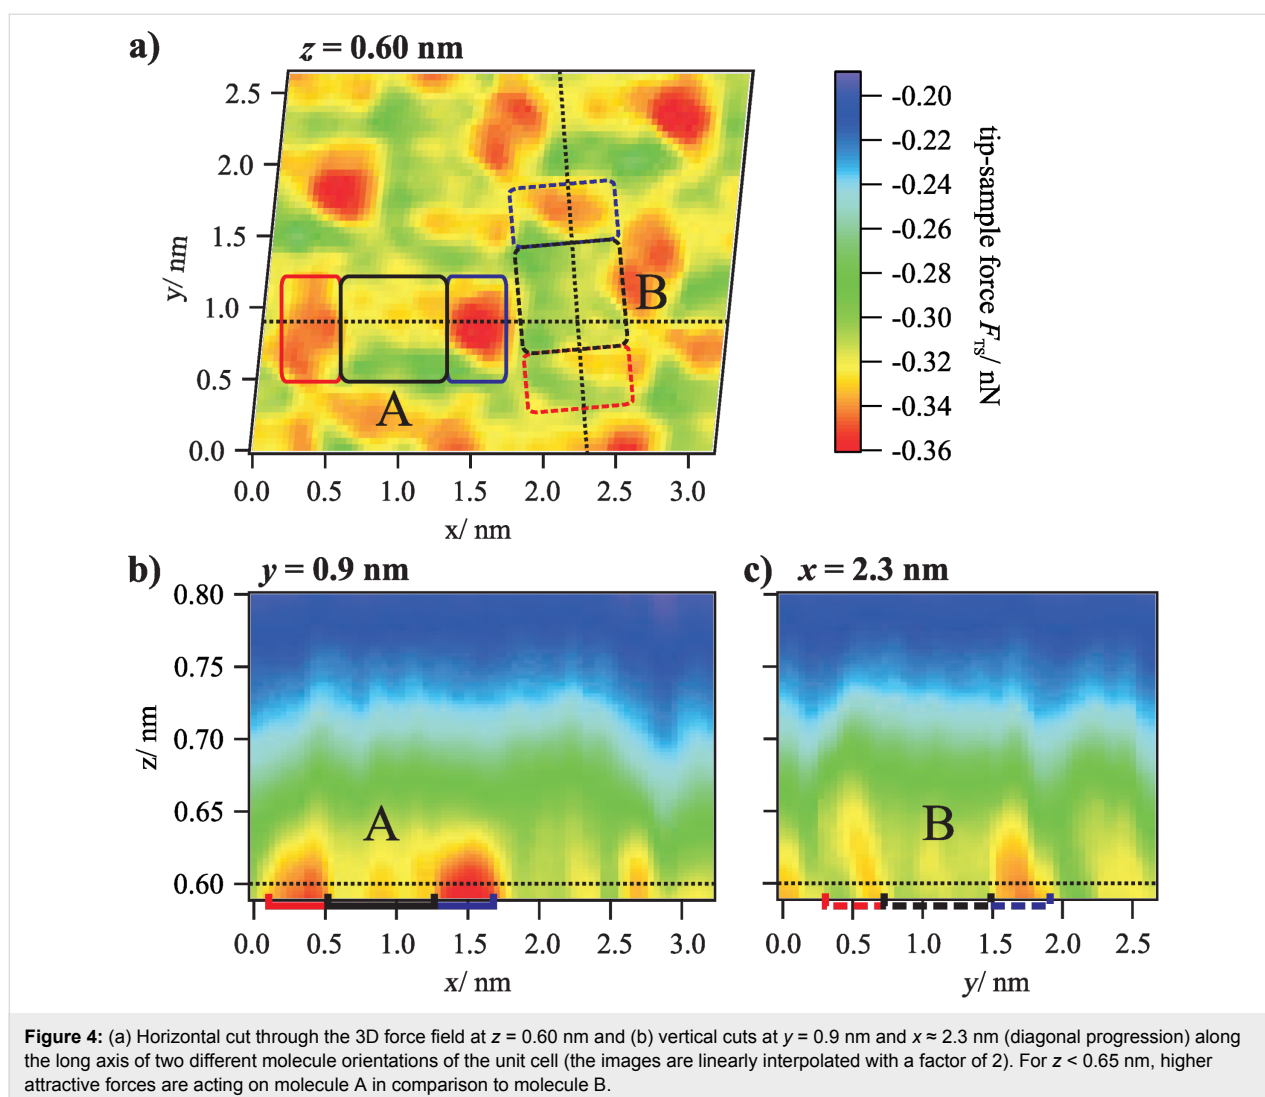 a)
z = 0.60 nm
2.5
2.0
1.5
1.0
0.5
0.0
y/ nm
A
B
0.0 0.5 1.0 1.5 2.0 2.5 3.0
x/ nm
-0.20
-0.22
-0.24
-0.26
-0.28
-0.30
-0.32
-0.34
-0.36
tip-sample force FTS/ nN
b)
y = 0.9 nm
0.80
0.75
0.70
0.65
0.60
z/ nm
A
0.0 0.5 1.0 1.5 2.0 2.5 3.0
x/ nm
c)
x = 2.3 nm
B
0.0 0.5 1.0 1.5 2.0 2.5
y/ nm
Figure 4: (a) Horizontal cut through the 3D force field at z = 0.60 nm and (b) vertical cuts at y = 0.9 nm and x ≈ 2.3 nm (diagonal progression) along
the long axis of two different molecule orientations of the unit cell (the images are linearly interpolated with a factor of 2). For z < 0.65 nm, higher
attractive forces are acting on molecule A in comparison to molecule B.